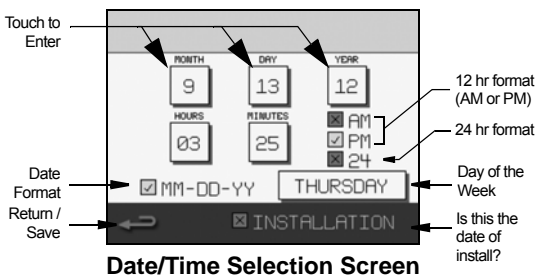 Touch to
Enter
MONTH DAY YEAR
9 13 12
HOURS MINUTES
03 25
AM
PM
24
12 hr format
(AM or PM)
24 hr format
Date
Format
MM-DD-YY
THURSDAY
Day of the
Week
Return /
Save
INSTALLATION
Is this the
date of
install?
Date/Time Selection Screen